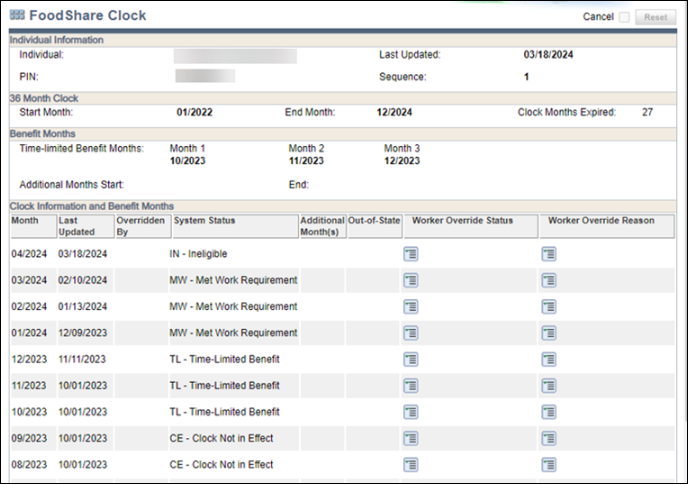 FoodShare Clock
Cancel Reset
Individual Information
Individual: Last Updated: 03/18/2024
PIN: Sequence: 1
36 Month Clock
Start Month: 01/2022 End Month: 12/2024 Clock Months Expired: 27
Benefit Months
Time-limited Benefit Months: Month 1 Month 2 Month 3
10/2023 11/2023 12/2023
Additional Months Start: End:
Clock Information and Benefit Months
Month Last Overridden System Status Additional Out-of-State Worker Override Status Worker Override Reason
Updated By Month(s)
04/2024 03/18/2024 IN - Ineligible
03/2024 02/10/2024 MW - Met Work Requirement
02/2024 01/13/2024 MW - Met Work Requirement
01/2024 12/09/2023 MW - Met Work Requirement
12/2023 11/11/2023 TL - Time-Limited Benefit
11/2023 10/01/2023 TL - Time-Limited Benefit
10/2023 10/01/2023 TL - Time-Limited Benefit
09/2023 10/01/2023 CE - Clock Not in Effect
08/2023 10/01/2023 CE - Clock Not in Effect